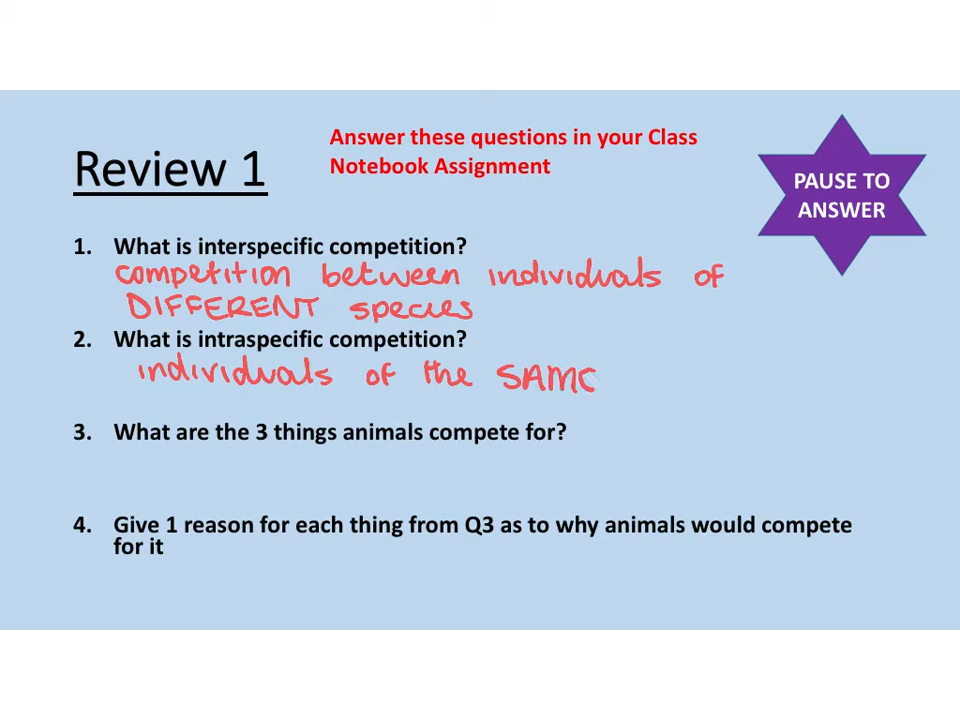 Answer these questions in your Class
Notebook Assignment
Review 1
PAUSE TO
ANSWER
1. What is interspecific competition?
competition between individuals of
DIFFERENT species
2. What is intraspecific competition?
individuals of the SAME
3. What are the 3 things animals compete for?
4. Give 1 reason for each thing from Q3 as to why animals would compete
for it